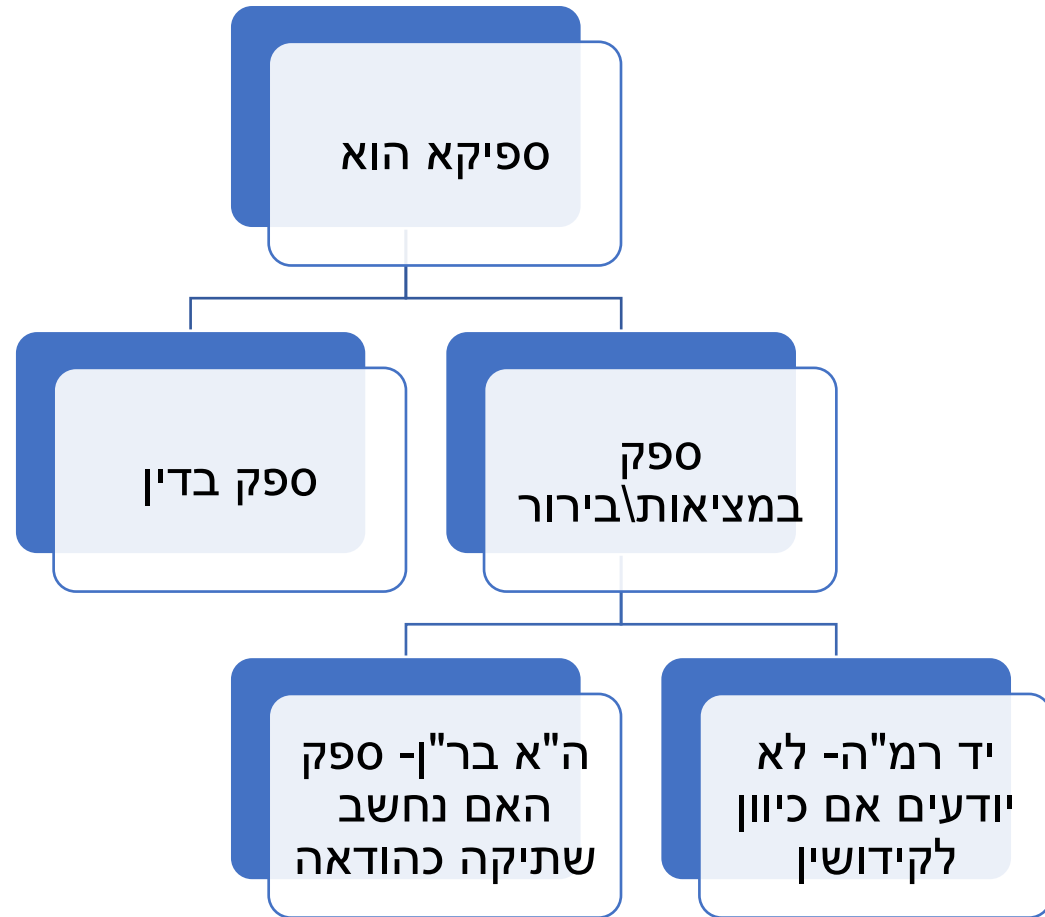 ספיקא הוא
ספק
במציאות\בירור
ספק בדין
יד רמ"ה- לא
יודעים אם כיוון
לקידושין
ה"א בר"ן- ספק
האם נחשב
שתיקה כהודאה